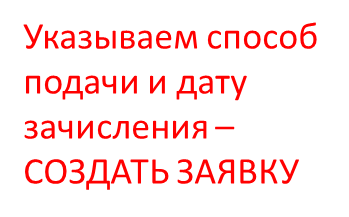 Указываем способ
подачи и дату
зачисления –
СОЗДАТЬ ЗАЯВКУ